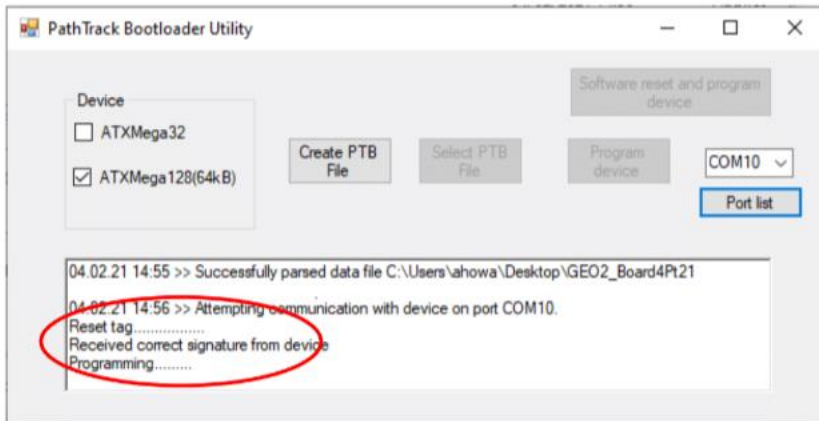 PathTrack Bootloader Utility
Software reset and program
device
Device
ATXMega32
ATXMega128(64kB)
Create PTB
File
Select PTB
File
Program
device
COM10
Port list
04.02.21 14:55 >> Successfully parsed data file C:\Users\ahowa\Desktop\GEO2_Board4Pt21
04.02.21 14:56 >> Attempting communication with device on port COM10.
Reset tag.................
Received correct signature from device
Programming.........